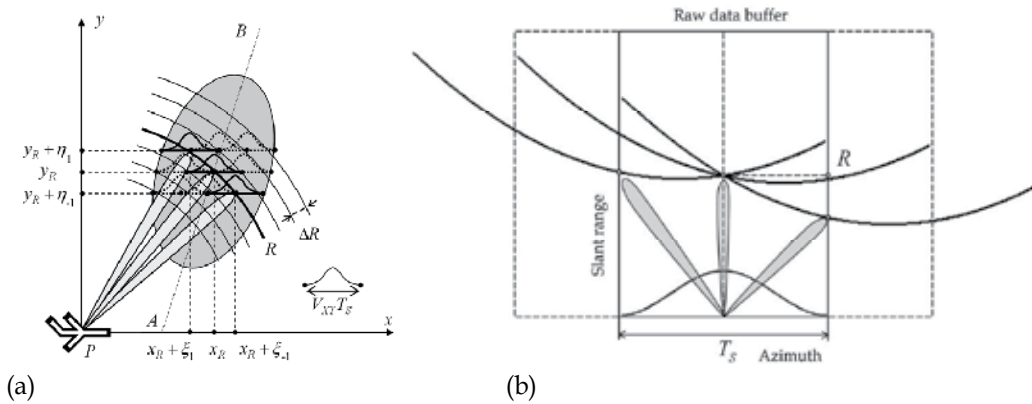 y
B
y_R + η_1
y_R
y_R + η_-1
ΔR
R
V_XY T_S
A
x
P
x_R + ξ_1
x_R
x_R + ξ_-1
(a)
Raw data buffer
R
Slant range
T_S
Azimuth
(b)